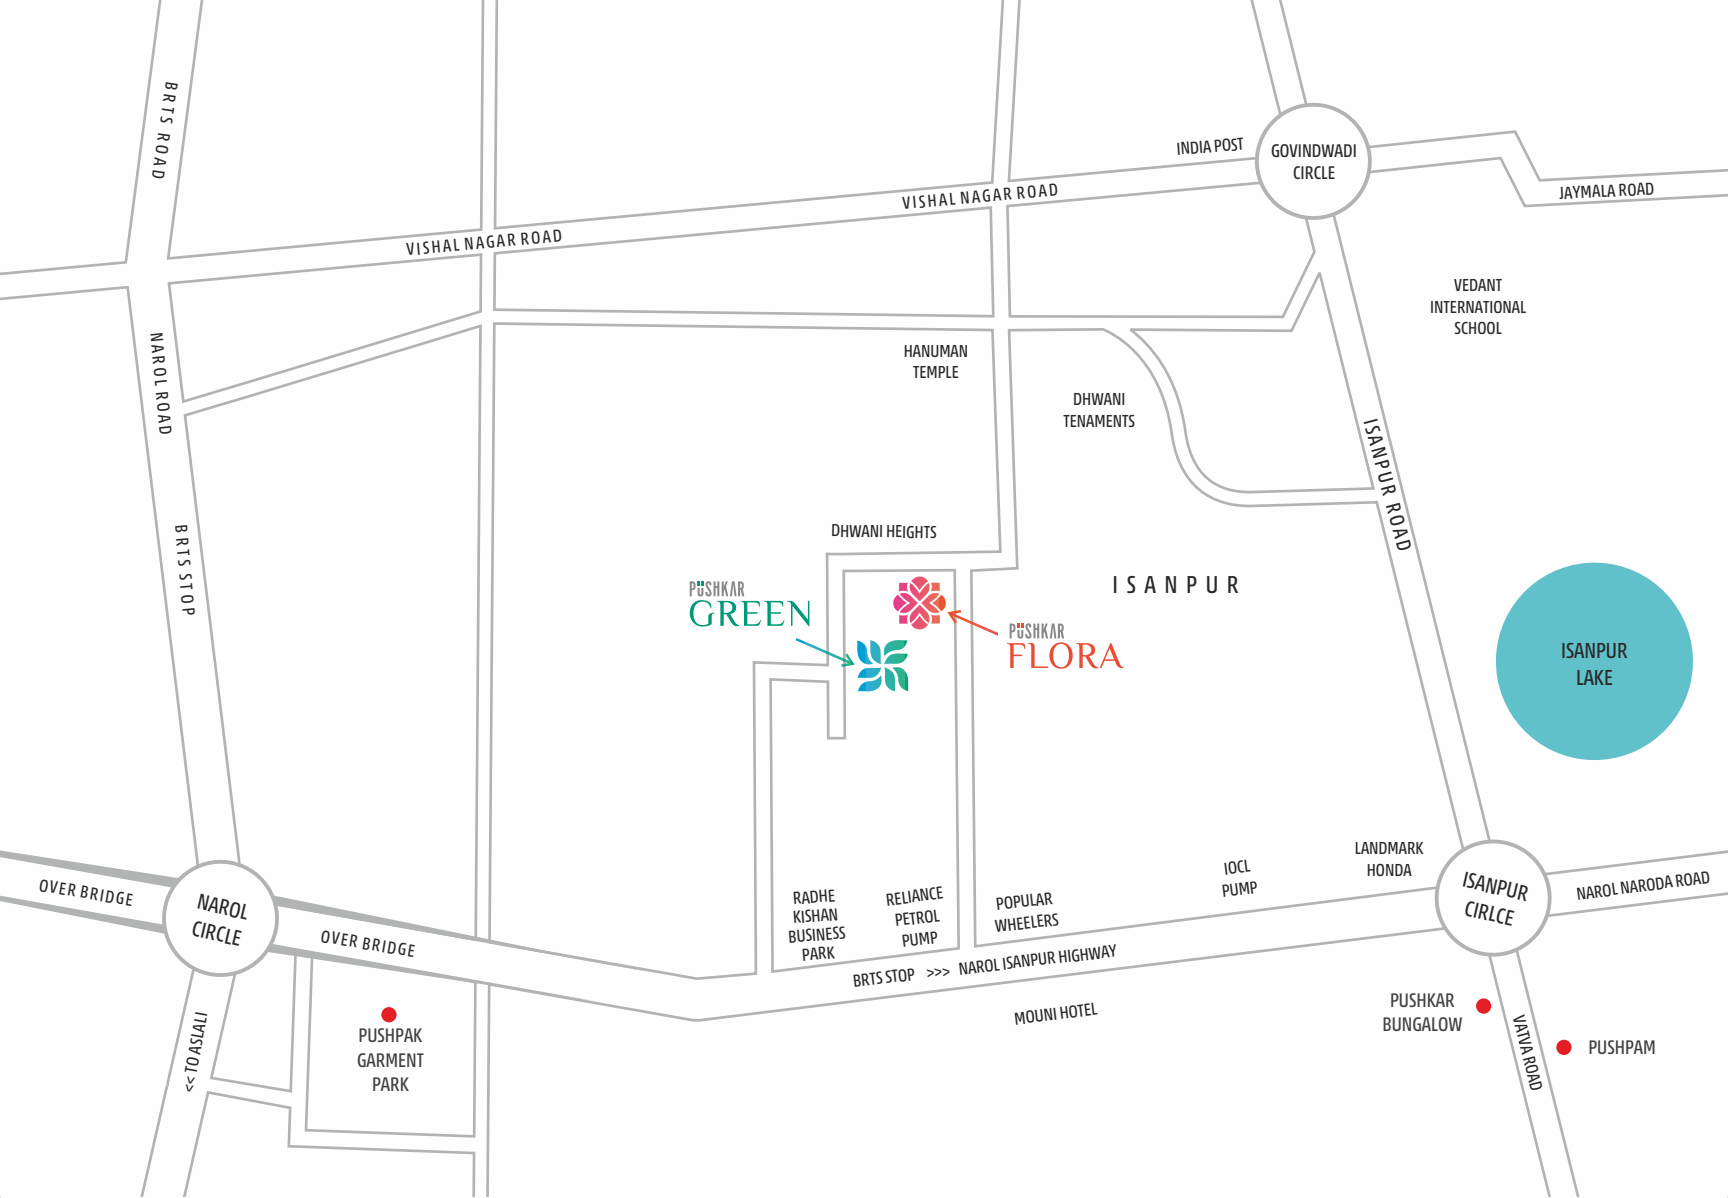 BRTS ROAD
INDIA POST
GOVINDWADI
CIRCLE
JAYMALA ROAD
VISHAL NAGAR ROAD
VISHAL NAGAR ROAD
VEDANT
INTERNATIONAL
SCHOOL
NAROL ROAD
HANUMAN
TEMPLE
DHWANI
TENAMENTS
ISANPUR ROAD
BRTS STOP
DHWANI HEIGHTS
PUSHKAR
GREEN
ISANPUR
PUSHKAR
FLORA
ISANPUR
LAKE
OVER BRIDGE
NAROL
CIRCLE
OVER BRIDGE
RADHE
KISHAN
BUSINESS
PARK
RELIANCE
PETROL
PUMP
POPULAR
WHEELERS
IOCL
PUMP
LANDMARK
HONDA
ISANPUR
CIRLCE
NAROL NARODA ROAD
BRTS STOP >>> NAROL ISANPUR HIGHWAY
MOUNI HOTEL
<< TO ASLALI
PUSHPAK
GARMENT
PARK
PUSHKAR
BUNGALOW
VATVA ROAD
PUSHPAM